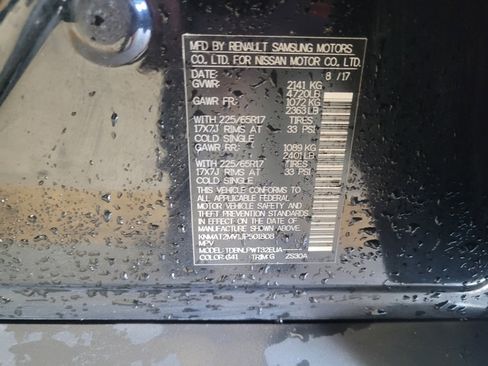 MFD BY RENAULT SAMSUNG MOTORS
CO., LTD. FOR NISSAN MOTOR CO., LTD.
DATE: 8 /17
GVWR: 2141 KG
4720LB
GAWR FR: 1072 KG
2363 LB
WITH 225/65R17 TIRES
17X7J RIMS AT 33 PSI
COLD SINGLE
GAWR RR: 1089 KG
2401 LB
WITH 225/65R17 TIRES
17X7J RIMS AT 33 PSI
COLD SINGLE
THIS VEHICLE CONFORMS TO
ALL APPLICABLE FEDERAL
MOTOR VEHICLE SAFETY AND
THEFT PREVENTION STANDARDS
IN EFFECT ON THE DATE OF
MANUFACTURE SHOWN ABOVE.
MPV
MODEL:
COLOR: G41 TRIM: G ZS30A